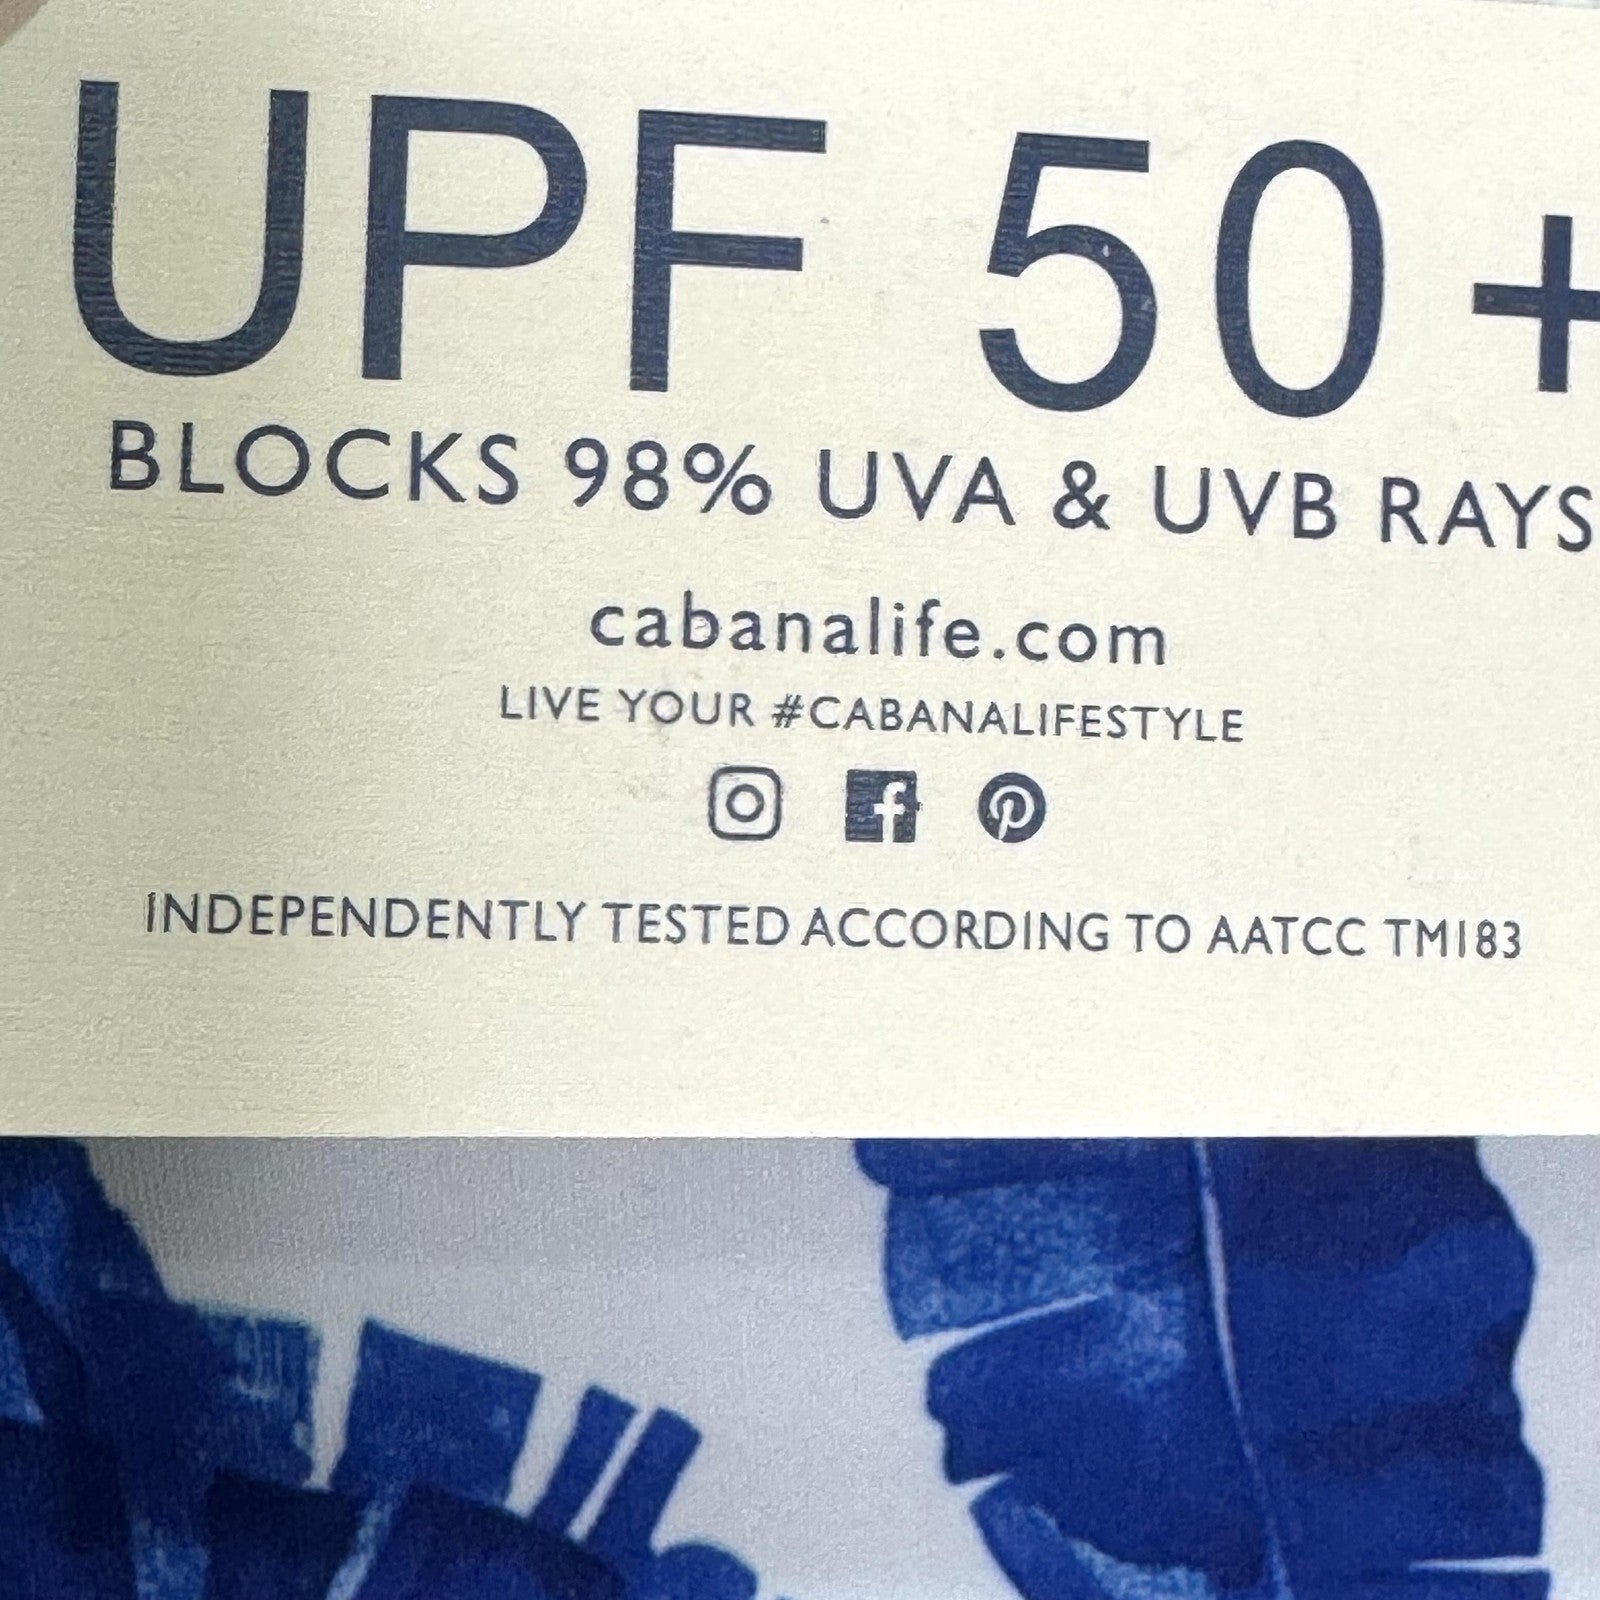 UPF 50+
BLOCKS 98% UVA & UVB RAYS
cabanalife.com
LIVE YOUR #CABANALIFESTYLE
INDEPENDENTLY TESTED ACCORDING TO AATCC TM183